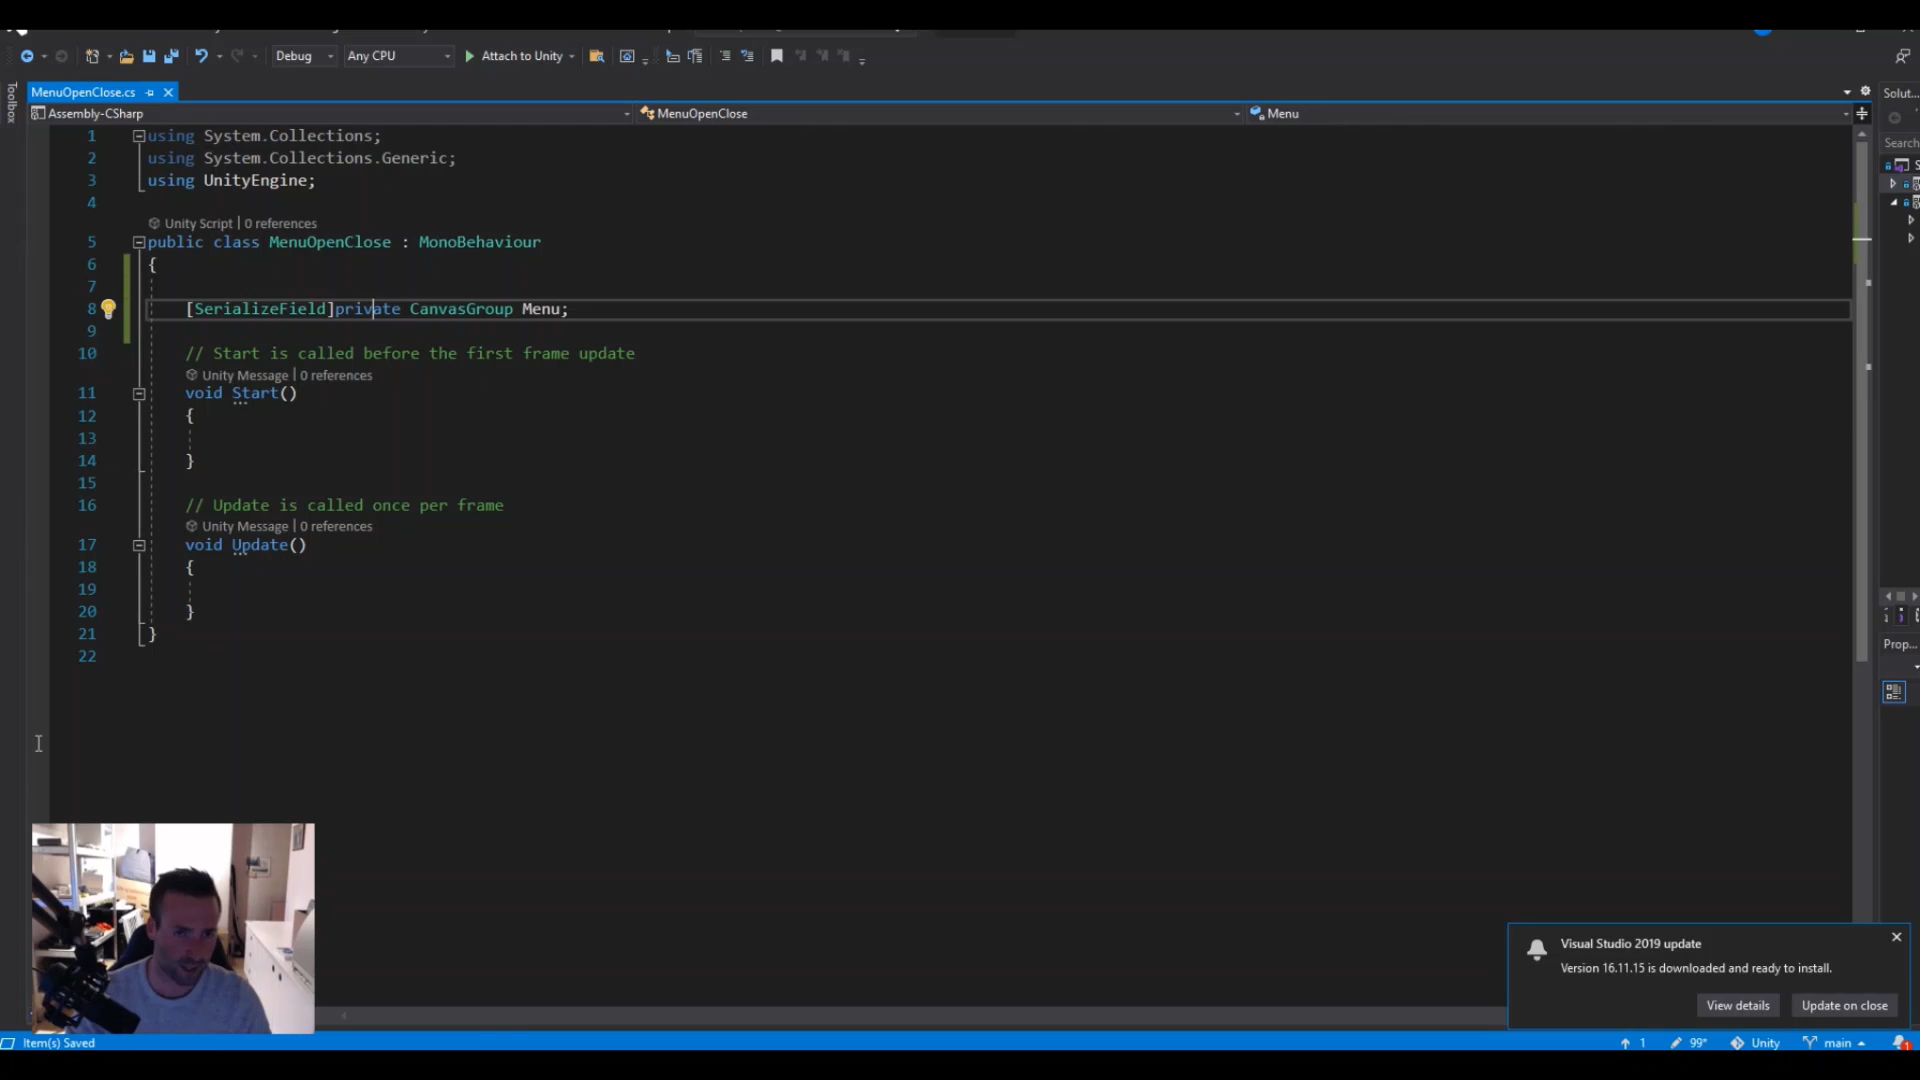 Debug
Any CPU
Attach to Unity
Toolbox
MenuOpenClose.cs
Solut...
Assembly-CSharp
MenuOpenClose
Menu
Search
1 using System.Collections;
2 using System.Collections.Generic;
3 using UnityEngine;
4
Unity Script | 0 references
5 public class MenuOpenClose : MonoBehaviour
6 {
7
8 [SerializeField]private CanvasGroup Menu;
9
10 // Start is called before the first frame update
Unity Message | 0 references
11 void Start()
12 {
13
14 }
15
16 // Update is called once per frame
Unity Message | 0 references
17 void Update()
18 {
19
20 }
21 }
22
Prop...
Visual Studio 2019 update
Version 16.11.15 is downloaded and ready to install.
View details
Update on close
Item(s) Saved
1
99+
Unity
main
1